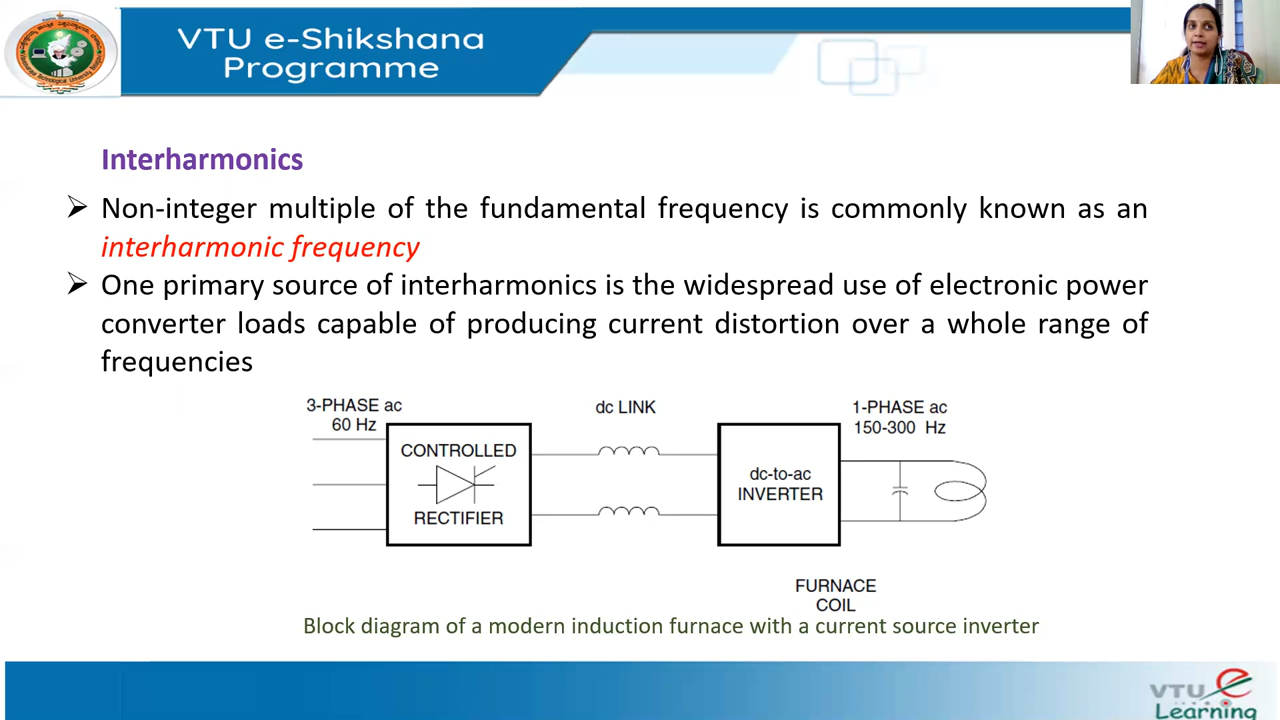 VTU e-Shikshana
Programme
Interharmonics
➢ Non-integer multiple of the fundamental frequency is commonly known as an
interharmonic frequency
➢ One primary source of interharmonics is the widespread use of electronic power
converter loads capable of producing current distortion over a whole range of
frequencies
3-PHASE ac
60 Hz
dc LINK
1-PHASE ac
150-300 Hz
CONTROLLED
RECTIFIER
dc-to-ac
INVERTER
FURNACE
COIL
Block diagram of a modern induction furnace with a current source inverter
VTU
Learning